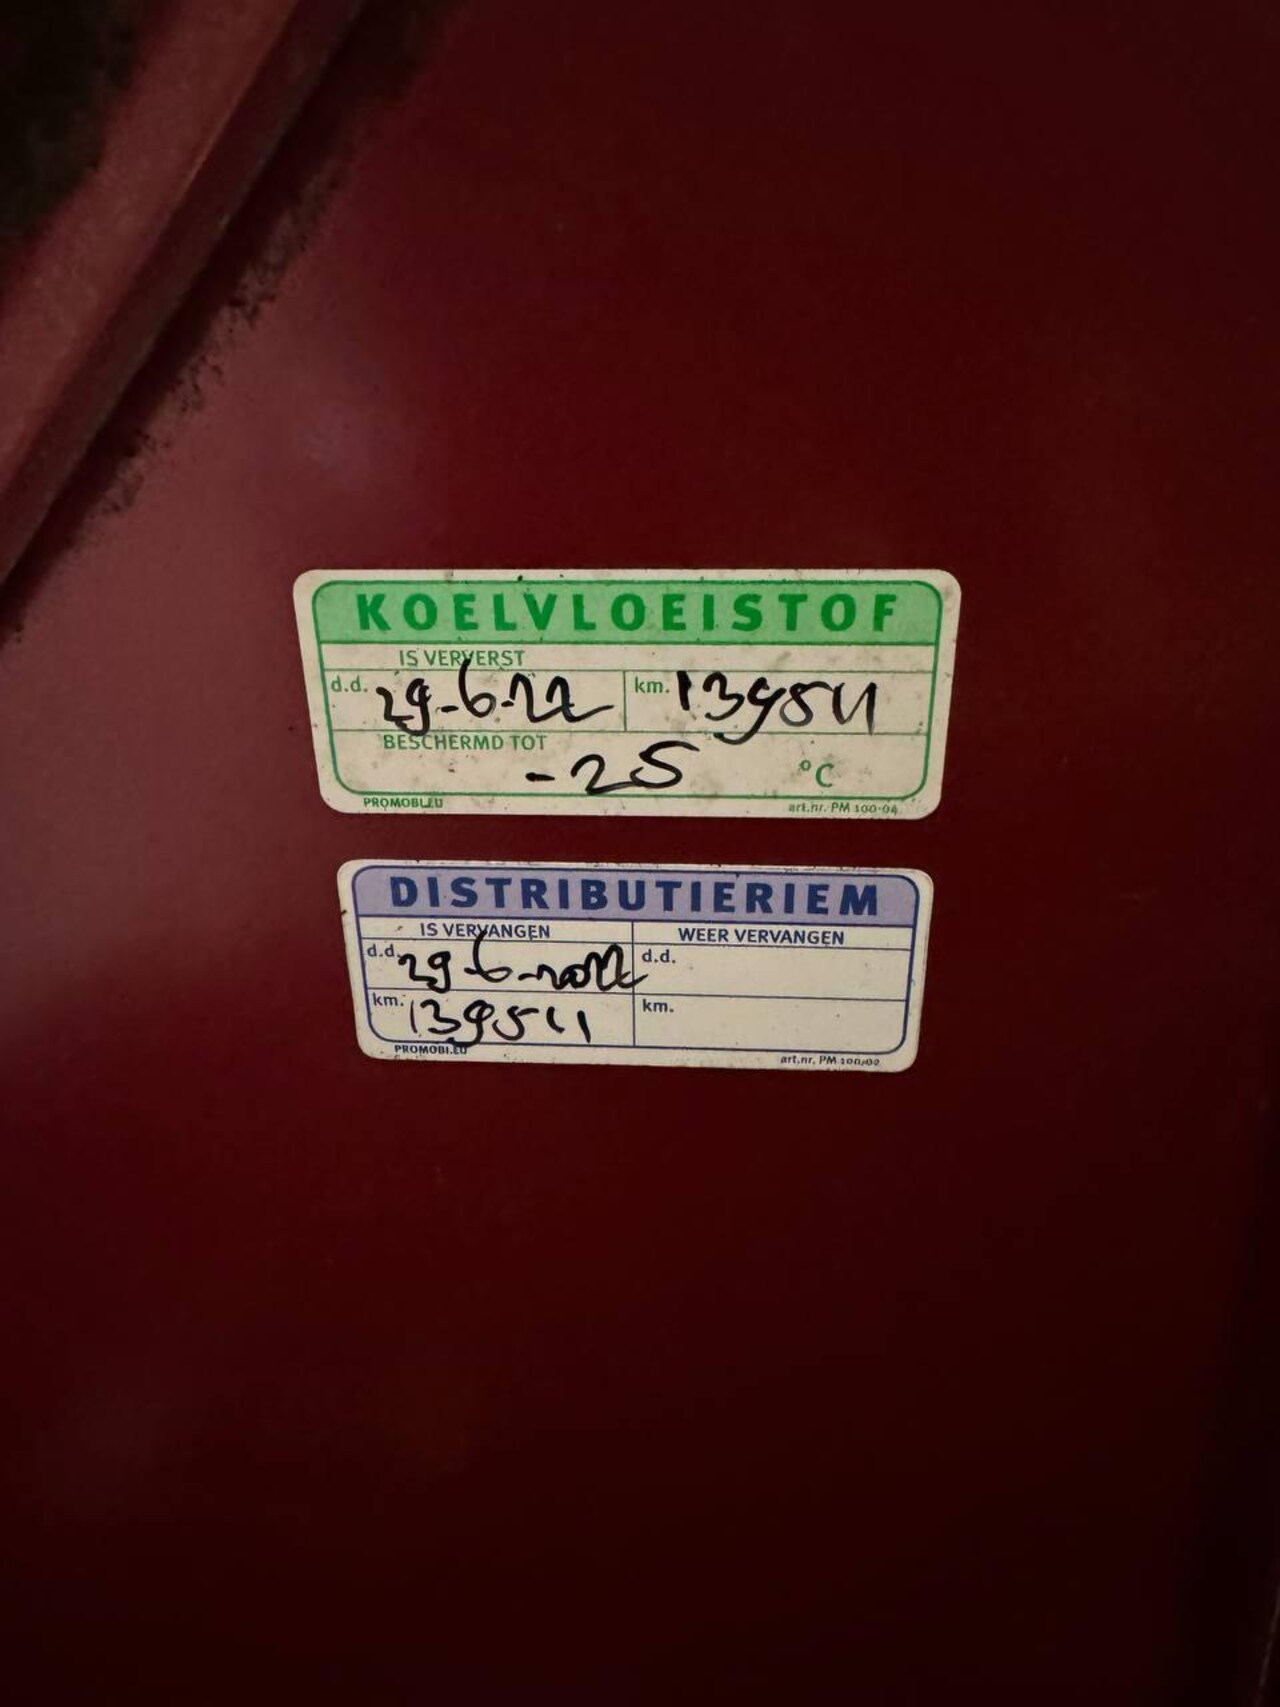 KOELVLOEISTOF
IS VERVERST
d.d. 29-6-22 km. 139511
BESCHERMD TOT
-25 °C
PROMOBI.EU art.nr. PM 100-04
DISTRIBUTIERIEM
IS VERVANGEN WEER VERVANGEN
d.d. 29-6-2022 d.d.
km. 139511 km.
PROMOBI.EU art.nr. PM 100-02